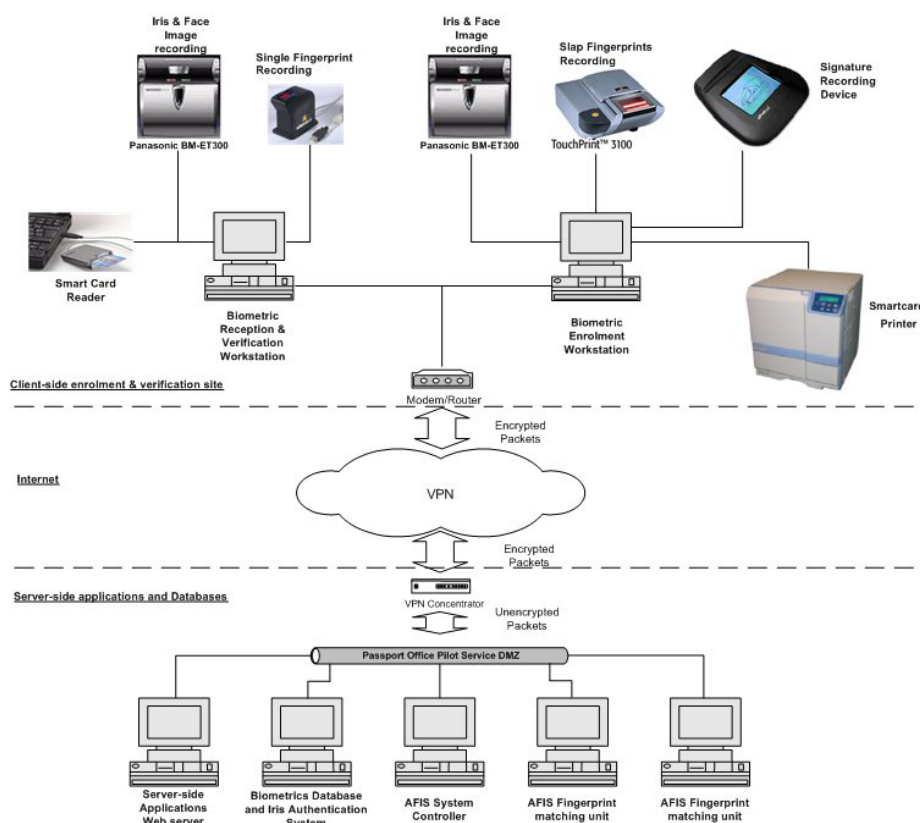 Iris & Face
Image
recording
Single Fingerprint
Recording
Panasonic BM-ET300
Iris & Face
Image
recording
Slap Fingerprints
Recording
Panasonic BM-ET300
TouchPrint™ 3100
Signature
Recording
Device
Smart Card
Reader
Biometric
Reception &
Verification
Workstation
Biometric
Enrolment
Workstation
Smartcard
Printer
Client-side enrolment & verification site
Modem/Router
Encrypted
Packets
Internet
VPN
Encrypted
Packets
Server-side applications and Databases
VPN Concentrator
Unencrypted
Packets
Passport Office Pilot Service DMZ
Server-side
Applications
Web server
Biometrics Database
and Iris Authentication
System
AFIS System
Controller
AFIS Fingerprint
matching unit
AFIS Fingerprint
matching unit